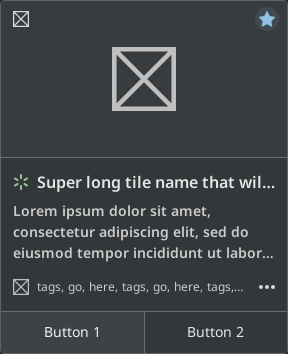 Super long tile name that wil...
Lorem ipsum dolor sit amet,
consectetur adipiscing elit, sed do
eiusmod tempor incididunt ut labor...
tags, go, here, tags, go, here, tags,...
Button 1
Button 2